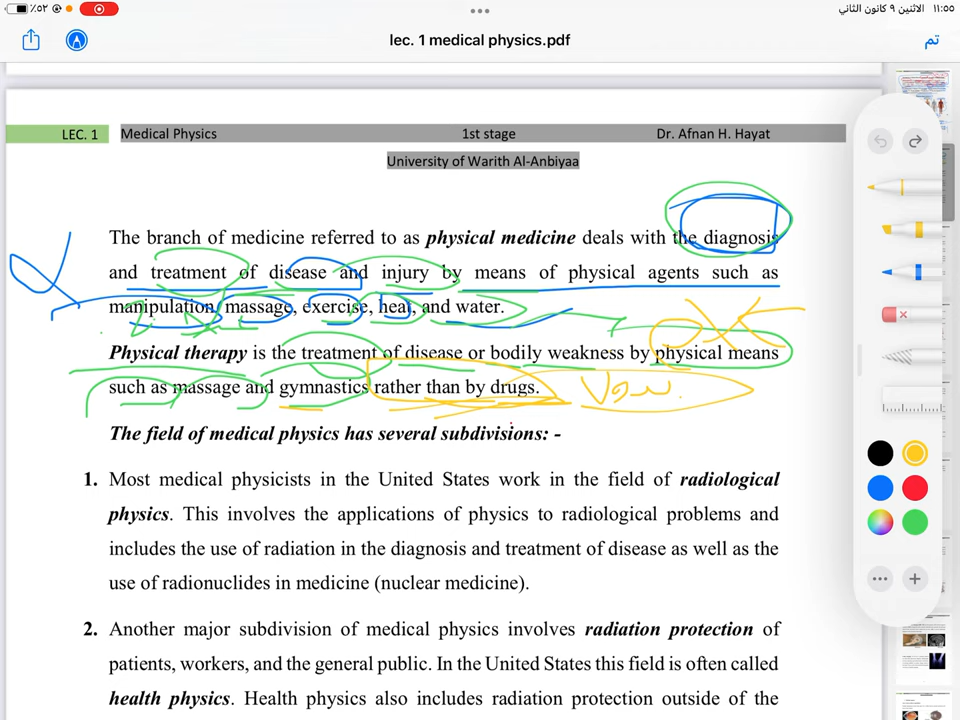 ٪٥٢
١١:٥٥ الاثنين ٩ كانون الثاني
lec. 1 medical physics.pdf
تم
LEC. 1 Medical Physics 1st stage Dr. Afnan H. Hayat
University of Warith Al-Anbiyaa
The branch of medicine referred to as physical medicine deals with the diagnosis
and treatment of disease and injury by means of physical agents such as
manipulation, massage, exercise, heat, and water.
Physical therapy is the treatment of disease or bodily weakness by physical means
such as massage and gymnastics rather than by drugs.
The field of medical physics has several subdivisions: -
1. Most medical physicists in the United States work in the field of radiological
physics. This involves the applications of physics to radiological problems and
includes the use of radiation in the diagnosis and treatment of disease as well as the
use of radionuclides in medicine (nuclear medicine).
2. Another major subdivision of medical physics involves radiation protection of
patients, workers, and the general public. In the United States this field is often called
health physics. Health physics also includes radiation protection outside of the